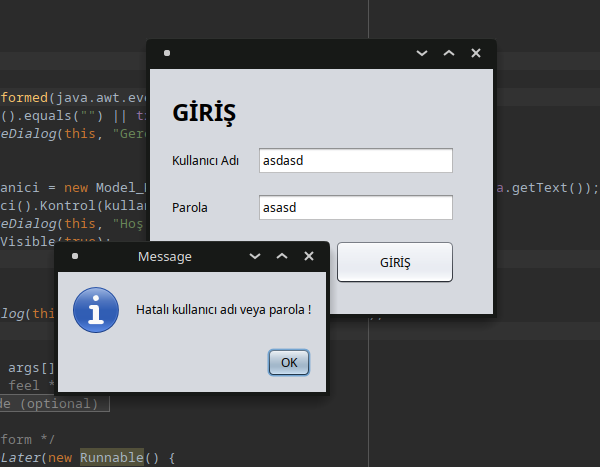 formed(java.awt.eve
().equals("") ||
GİRİŞ
eDialog(this, "Gere
Kullanıcı Adı
asdasd
anici = new Model_
a.getText());
ci().Kontrol(kullan
Parola
asasd
eDialog(this, "Hoş
Visible(true);
Message
GİRİŞ
log(this
Hatalı kullanıcı adı veya parola !
OK
args[]
feel *
de (optional)
form */
Later(new Runnable() {